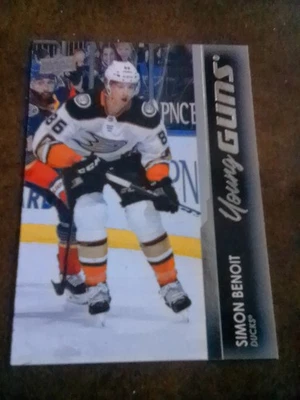 PNC
Young GUNS
SIMON BENOIT
DUCKS